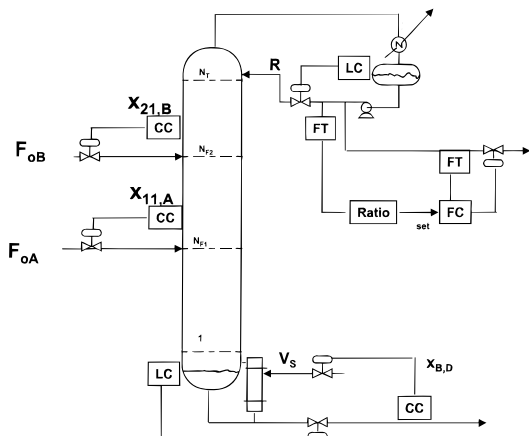 N_T
R
LC
X_21,B
CC
FT
F_oB
N_F2
FT
X_11,A
CC
Ratio
set
FC
F_oA
N_F1
1
LC
V_S
x_B,D
CC